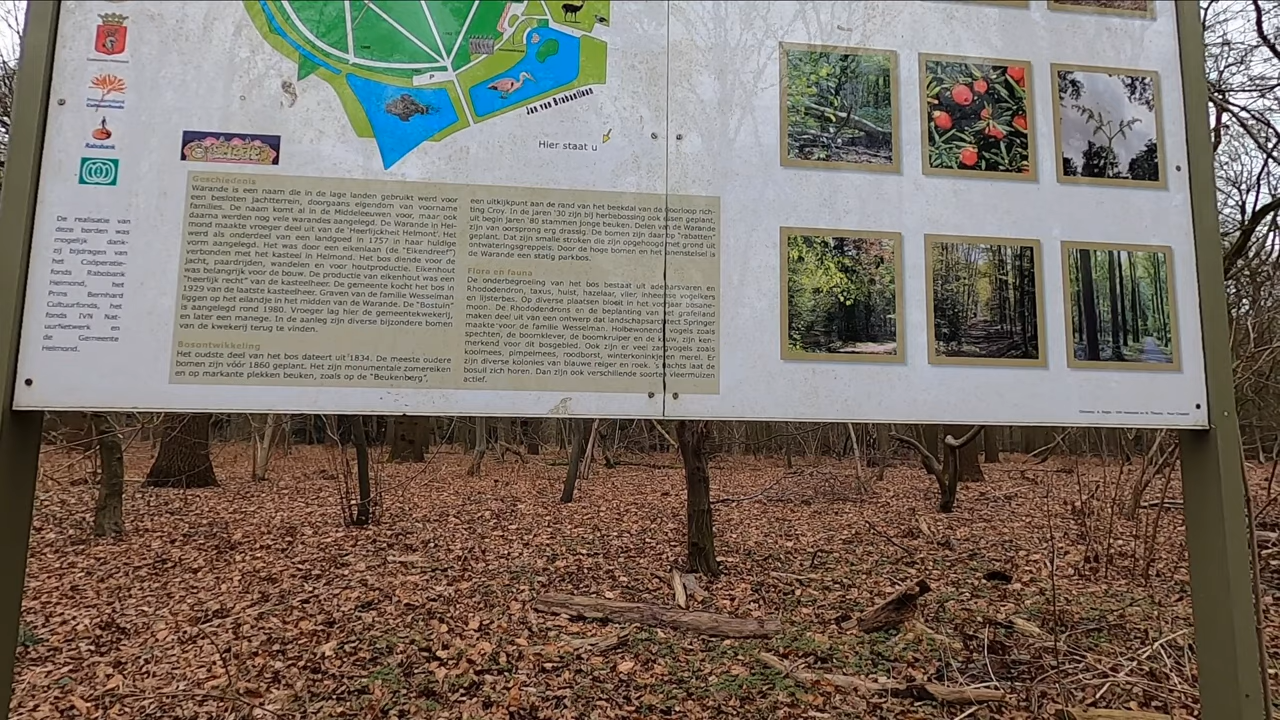 Rabobank
Cultuurfonds
P
Jan van Brabantlaan
Hier staat u
De realisatie van
deze borden was
mogelijk dank-
zij bijdragen van
het Coöperatie-
fonds Rabobank
Helmond, het
Prins Bernhard
Cultuurfonds, het
fonds IVN Nat-
uurNetwerk en
de Gemeente
Helmond.
Geschiedenis
Warande is een naam die in de lage landen gebruikt werd voor
een besloten jachtterrein, doorgaans eigendom van voorname
families. De naam komt al in de Middeleeuwen voor, maar ook
daarna werden nog vele warandes aangelegd. De Warande in Hel-
mond maakte vroeger deel uit van de 'Heerlijckheid Helmont'. Het
werd als onderdeel van een landgoed in 1757 in haar huidige
vorm aangelegd. Het was door een eikenlaan (de "Eikendreef")
verbonden met het kasteel in Helmond. Het bos diende voor de
jacht, paardrijden, wandelen en voor houtproductie. Eikenhout
was belangrijk voor de bouw. De productie van eikenhout was een
"heerlijk recht" van de kasteelheer. De gemeente kocht het bos in
1929 van de laatste kasteelheer. Graven van de familie Wesselman
liggen op het eilandje in het midden van de Warande. De "Bostuin"
is aangelegd rond 1980. Vroeger lag hier de gemeentekwekerij,
en later een manege. In de aanleg zijn diverse bijzondere bomen
van de kwekerij terug te vinden.
Bosontwikkeling
Het oudste deel van het bos dateert uit 1834. De meeste oudere
bomen zijn vóór 1860 geplant. Het zijn monumentale zomereiken
en op markante plekken beuken, zoals op de "Beukenberg",
een uitkijkpunt aan de rand van het beekdal van de Goorloop rich-
ting Croy. In de jaren '30 zijn bij herbebossing ook essen geplant,
uit begin jaren '80 stammen jonge beuken. Delen van de Warande
zijn van oorsprong erg drassig. De bomen zijn daar op "rabatten"
geplant. Dat zijn smalle stroken die zijn opgehoogd met grond uit
ontwateringsgreppels. Door de hoge bomen en het lanenstelsel is
de Warande een statig parkbos.
Flora en fauna
De onderbegroeiing van het bos bestaat uit adelaarsvaren en
Rhododendron, taxus, huist, hazelaar, vlier, inheemse vogelkers
en lijsterbes. Op diverse plaatsen bloeit in het voorjaar bosane-
moon. De Rhododendrons en de beplanting van het grafeiland
maken deel uit van een ontwerp dat landschapsarchitect Springer
maakte voor de familie Wesselman. Holbewonende vogels zoals
spechten, de boomklever, de boomkruiper en de kauw, zijn ken-
merkend voor dit bosgebied. Ook zijn er veel zangvogels zoals
koolmees, pimpelmees, roodborst, winterkoninkje en merel. Er
zijn diverse kolonies van blauwe reiger en roek. 's Nachts laat de
bosuil zich horen. Dan zijn ook verschillende soorten vleermuizen
actief.